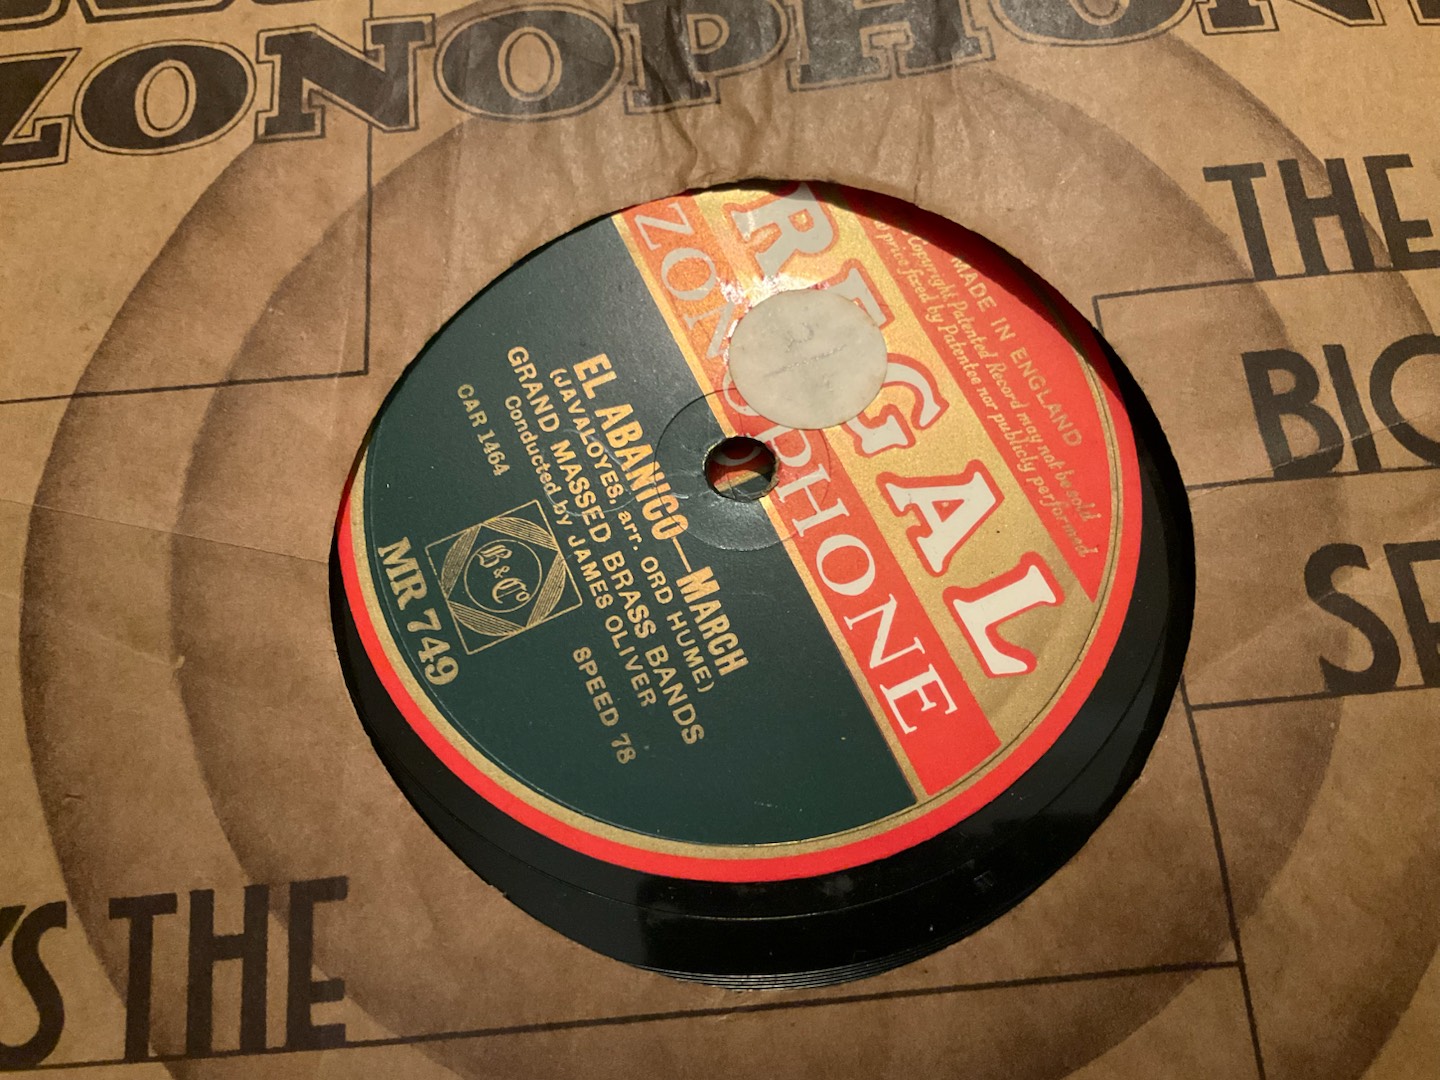 ZONOPHON
THE
BIG
SE
'S THE
REGAL
ZONOPHONE
MADE IN ENGLAND
Copyright Patented Record may not be sold
price fixed by Patentee nor publicly performed
EL ABANICO—MARCH
(JAVALOYES, arr. ORD HUME)
GRAND MASSED BRASS BANDS
Conducted by JAMES OLIVER
CAR 1464
SPEED 78
B & Co
MR 749